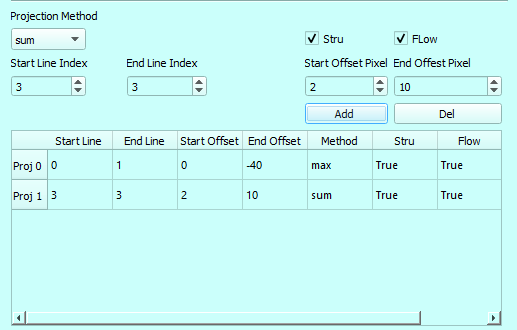 Projection Method
sum
Stru
FLow
Start Line Index
End Line Index
Start Offset Pixel
End Offest Pixel
3
3
2
10
Add
Del
Start Line End Line Start Offset End Offset Method Stru Flow
Proj 0 0 1 0 -40 max True True
Proj 1 3 3 2 10 sum True True